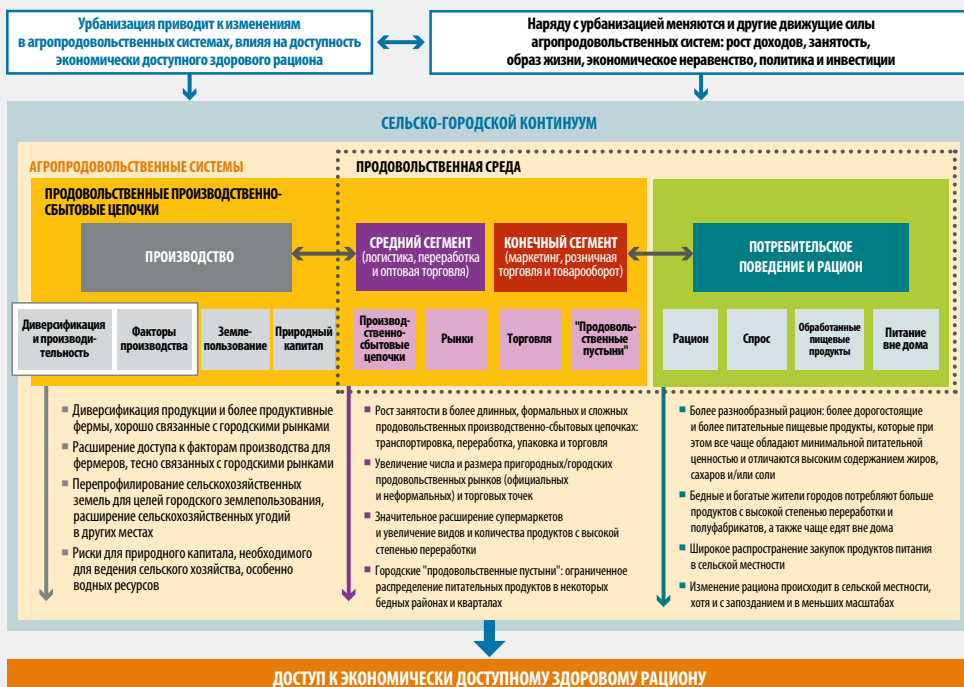 Урбанизация приводит к изменениям
в агропродовольственных системах, влияя на доступность
экономически доступного здорового рациона
Наряду с урбанизацией меняются и другие движущие силы
агропродовольственных систем: рост доходов, занятость,
образ жизни, экономическое неравенство, политика и инвестиции
СЕЛЬСКО-ГОРОДСКОЙ КОНТИНУУМ
АГРОПРОДОВОЛЬСТВЕННЫЕ СИСТЕМЫ
ПРОДОВОЛЬСТВЕННАЯ СРЕДА
ПРОДОВОЛЬСТВЕННЫЕ ПРОИЗВОДСТВЕННО-
СБЫТОВЫЕ ЦЕПОЧКИ
ПРОИЗВОДСТВО
СРЕДНИЙ СЕГМЕНТ
(логистика, переработка
и оптовая торговля)
КОНЕЧНЫЙ СЕГМЕНТ
(маркетинг, розничная
торговля и товарооборот)
ПОТРЕБИТЕЛЬСКОЕ
ПОВЕДЕНИЕ И РАЦИОН
Диверсификация
и производи-
тельность
Факторы
производства
Земле-
пользование
Природный
капитал
Производ-
ственно-
сбытовые
цепочки
Рынки
Торговля
"Продоволь-
ственные
пустыни"
Рацион
Спрос
Обработанные
пищевые
продукты
Питание
вне дома
■ Диверсификация продукции и более продуктивные
фермы, хорошо связанные с городскими рынками
■ Расширение доступа к факторам производства для
фермеров, тесно связанных с городскими рынками
■ Перепрофилирование сельскохозяйственных
земель для целей городского землепользования,
расширение сельскохозяйственных угодий
в других местах
■ Риски для природного капитала, необходимого
для ведения сельского хозяйства, особенно
водных ресурсов
■ Рост занятости в более длинных, формальных и сложных
продовольственных производственно-сбытовых цепочках:
транспортировка, переработка, упаковка и торговля
■ Увеличение числа и размера пригородных/городских
продовольственных рынков (официальных
и неформальных) и торговых точек
■ Значительное расширение супермаркетов
и увеличение видов и количества продуктов с высокой
степенью переработки
■ Городские "продовольственные пустыни": ограниченное
распределение питательных продуктов в некоторых
бедных районах и кварталах
■ Более разнообразный рацион: более дорогостоящие
и более питательные пищевые продукты, которые при
этом все чаще обладают минимальной питательной
ценностью и отличаются высоким содержанием жиров,
сахаров и/или соли
■ Бедные и богатые жители городов потребляют больше
продуктов с высокой степенью переработки и
полуфабрикатов, а также чаще едят вне дома
■ Широкое распространение закупок продуктов питания
в сельской местности
■ Изменение рациона происходит в сельской местности,
хотя и с запозданием и в меньших масштабах
ДОСТУП К ЭКОНОМИЧЕСКИ ДОСТУПНОМУ ЗДОРОВОМУ РАЦИОНУ